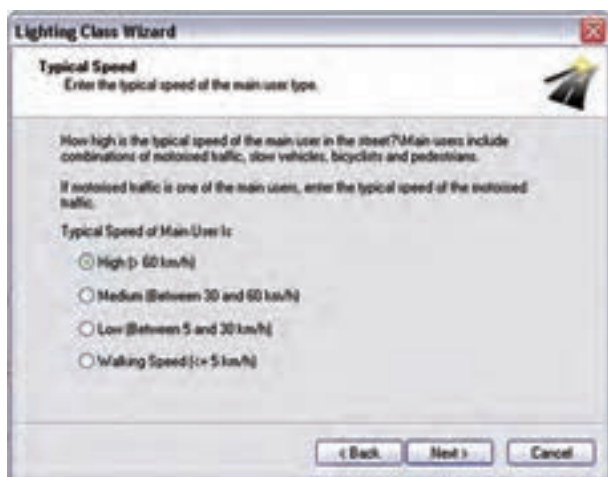 Lighting Class Wizard
Typical Speed
Enter the typical speed of the main user type.
How high is the typical speed of the main user in the street?\Main users include
combinations of motorised traffic, slow vehicles, bicyclists and pedestrians.
If motorised traffic is one of the main users, enter the typical speed of the motorised
traffic.
Typical Speed of Main User Is:
High (> 60 km/h)
Medium (Between 30 and 60 km/h)
Low (Between 5 and 30 km/h)
Walking Speed (<= 5 km/h)
< Back Next > Cancel